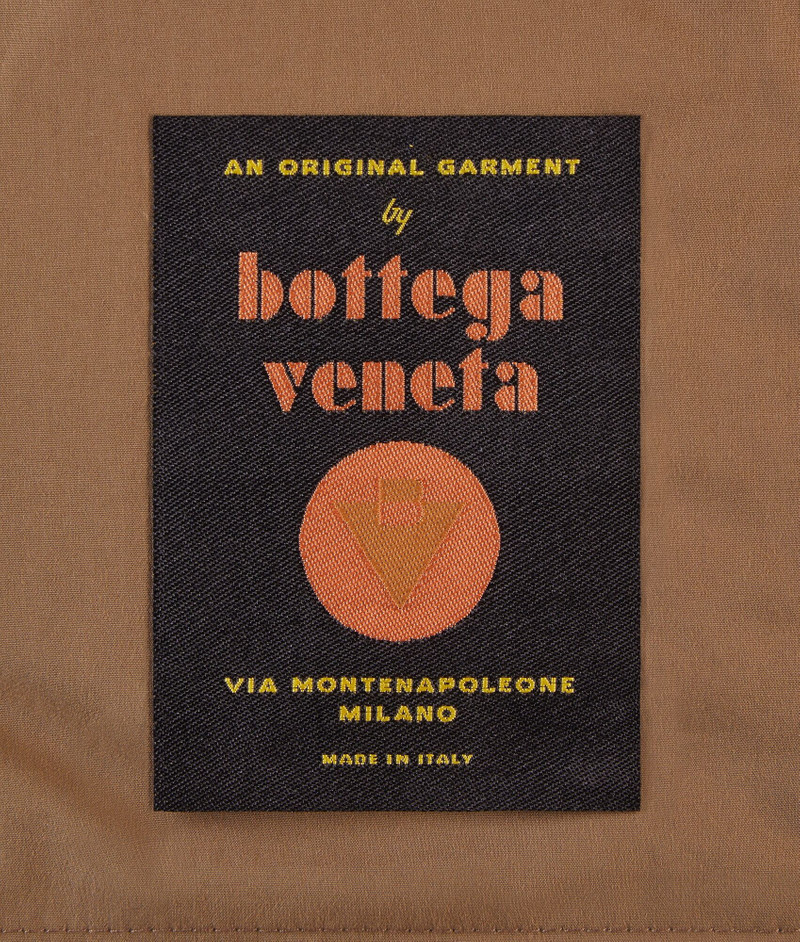 AN ORIGINAL GARMENT
by
bottega
veneta
B
VIA MONTENAPOLEONE
MILANO
MADE IN ITALY